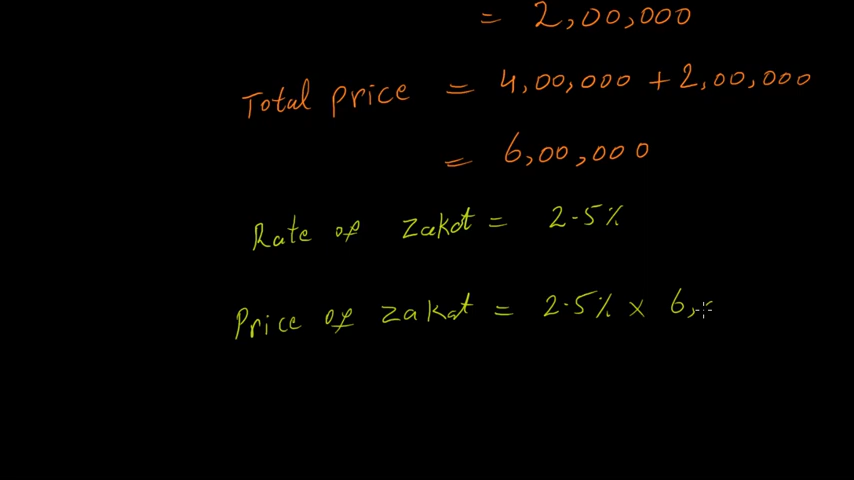 = 2,00,000
Total price = 4,00,000 + 2,00,000
= 6,00,000
Rate of zakat = 2.5%
Price of zakat = 2.5% × 6,